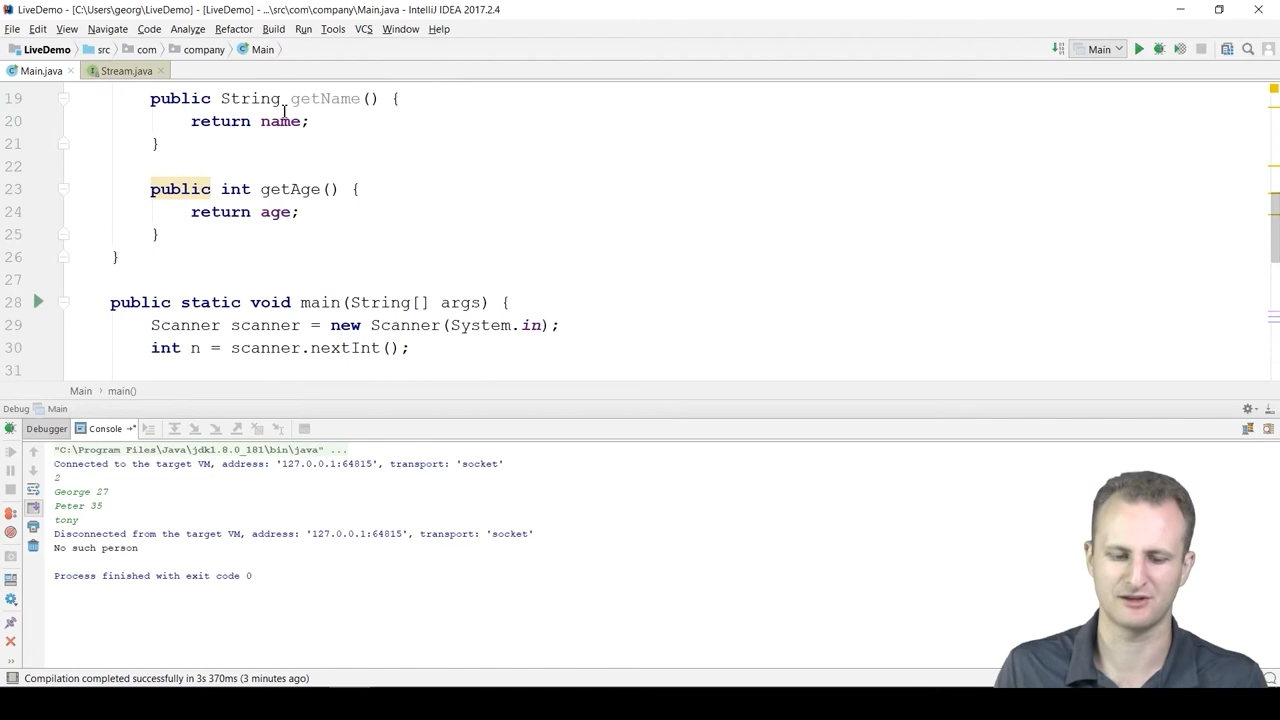 LiveDemo - [C:\Users\georg\LiveDemo] - [LiveDemo] - ...\src\com\company\Main.java - IntelliJ IDEA 2017.2.4
File Edit View Navigate Code Analyze Refactor Build Run Tools VCS Window Help
LiveDemo src com company Main Main
Main.java Stream.java
19 public String getName() {
20 return name;
21 }
22
23 public int getAge() {
24 return age;
25 }
26 }
27
28 public static void main(String[] args) {
29 Scanner scanner = new Scanner(System.in);
30 int n = scanner.nextInt();
31
Main main()
Debug Main
Debugger Console
"C:\Program Files\Java\jdk1.8.0_181\bin\java" ...
Connected to the target VM, address: '127.0.0.1:64815', transport: 'socket'
2
George 27
Peter 35
tony
Disconnected from the target VM, address: '127.0.0.1:64815', transport: 'socket'
No such person
Process finished with exit code 0
Compilation completed successfully in 3s 370ms (3 minutes ago)